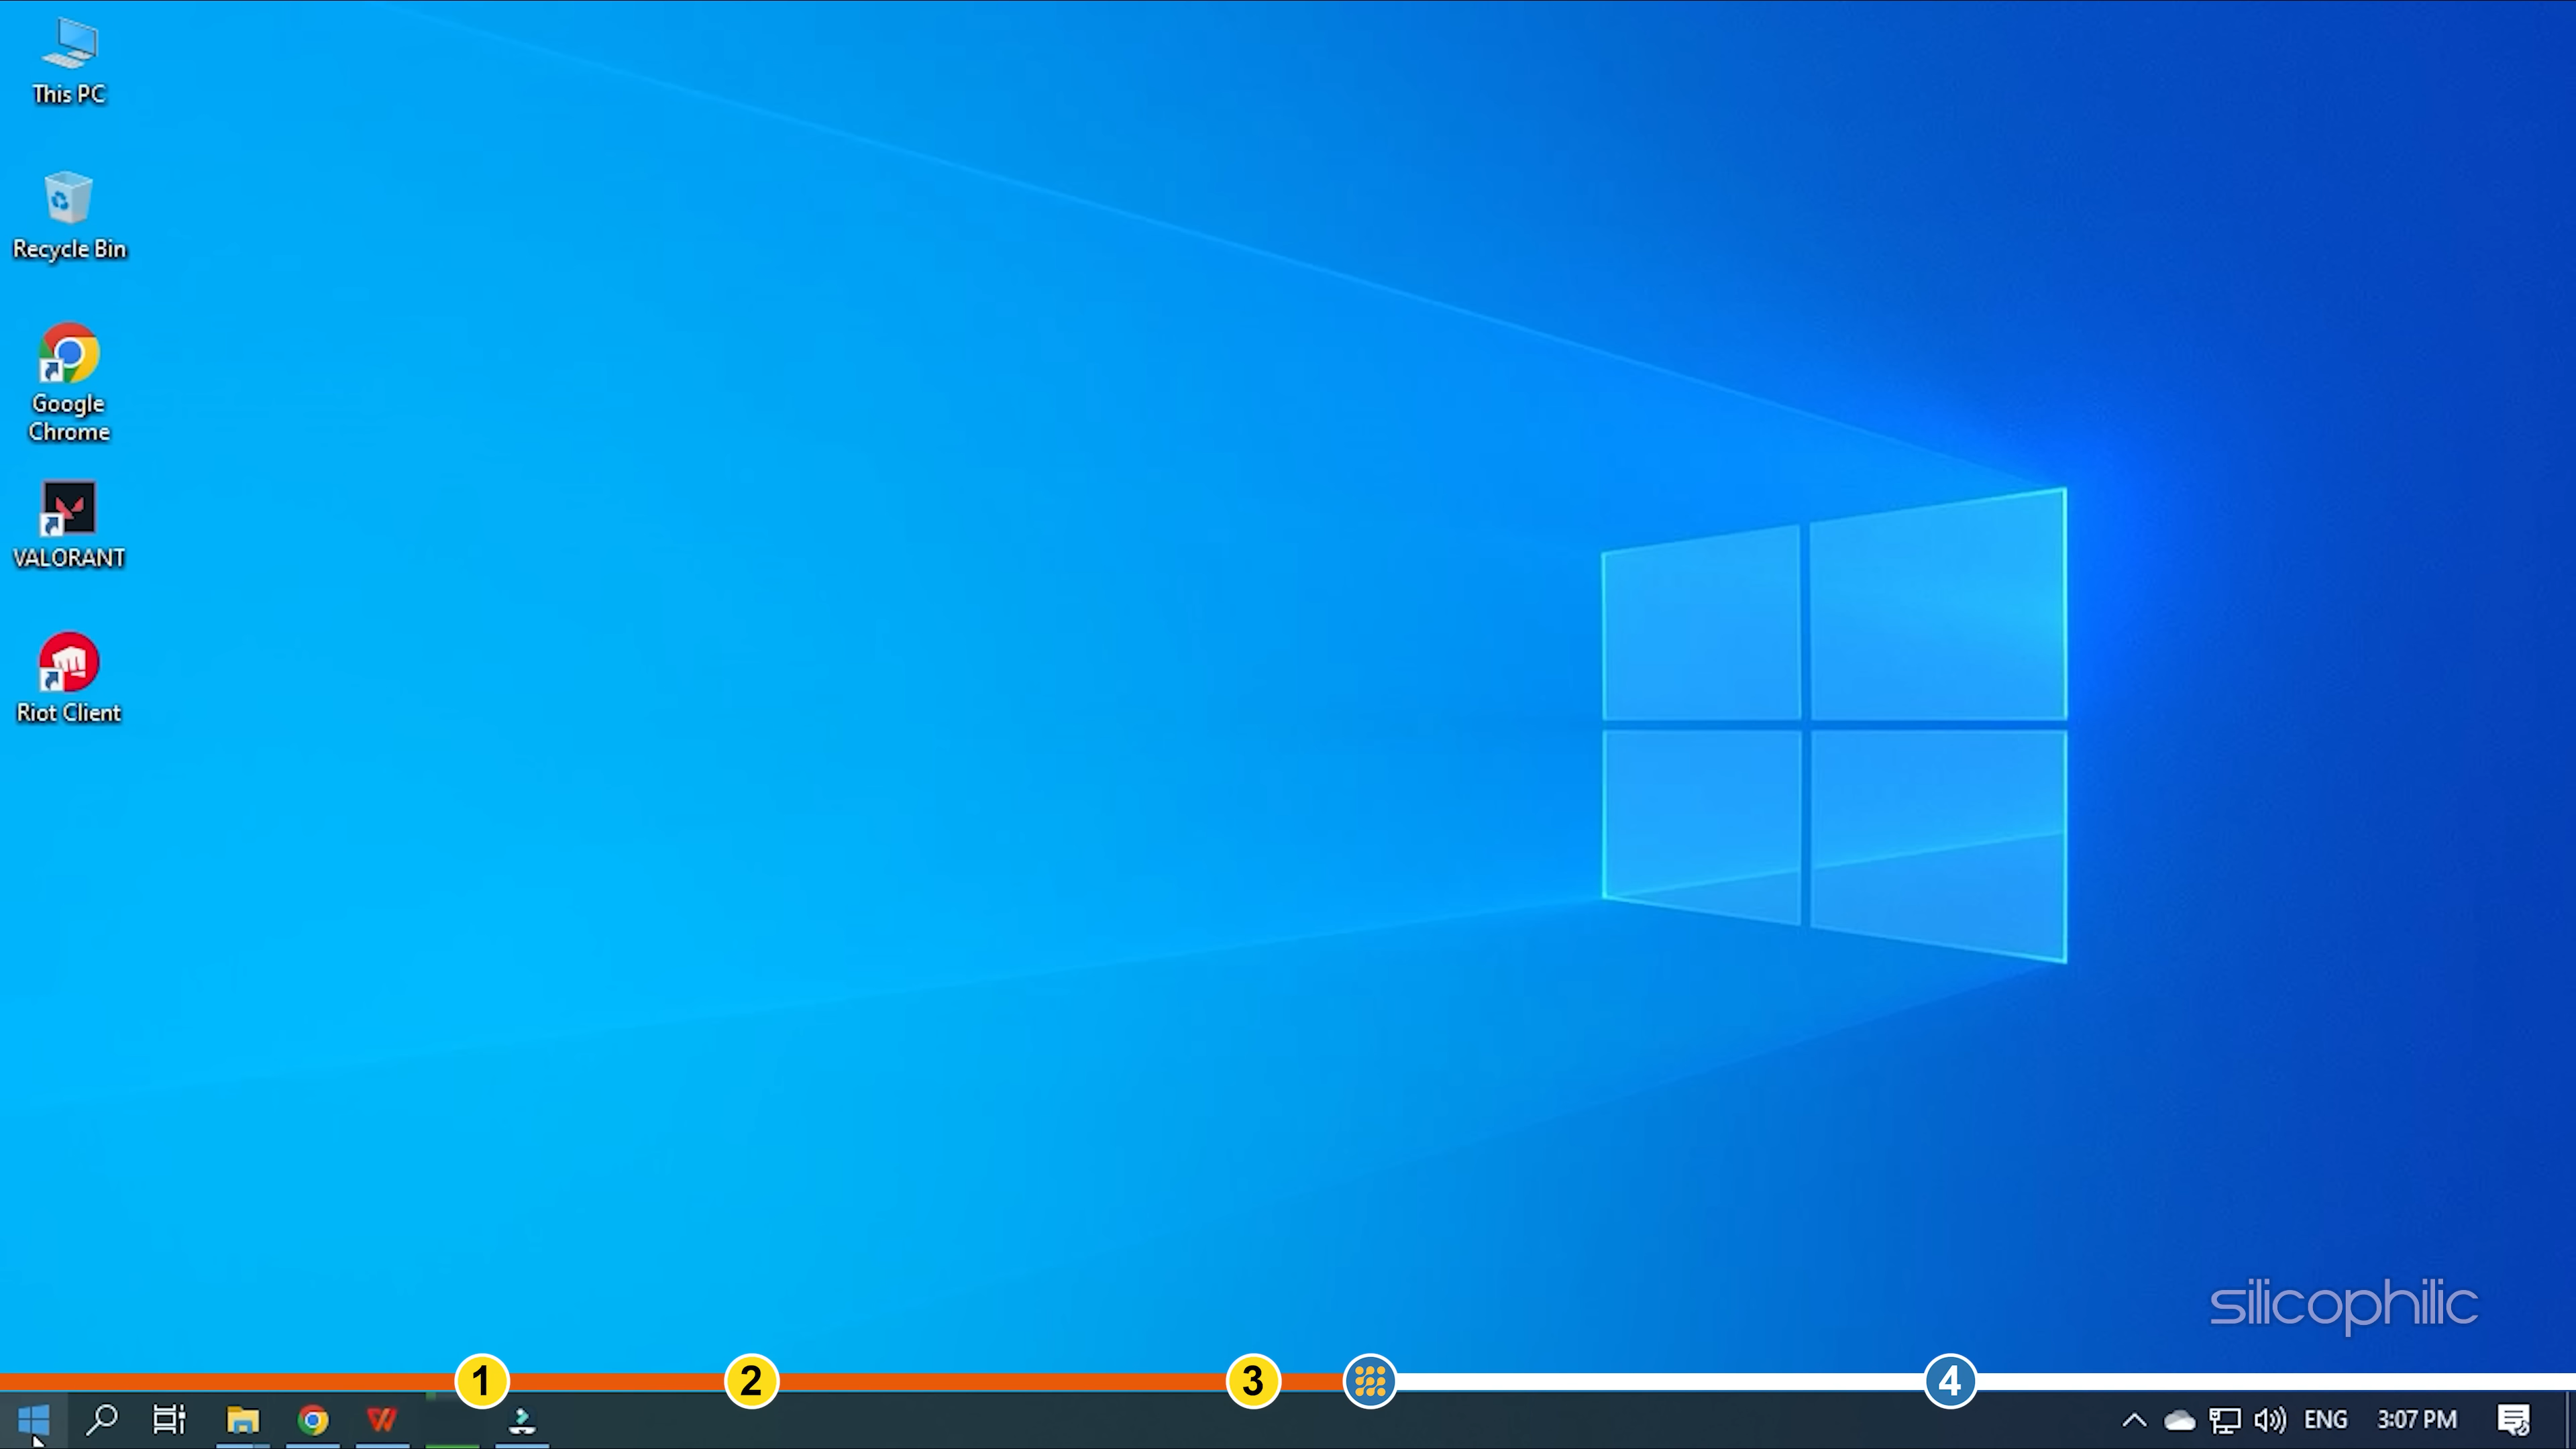 This PC
Recycle Bin
Google
Chrome
VALORANT
Riot Client
silicophilic
1
2
3
4
ENG
3:07 PM